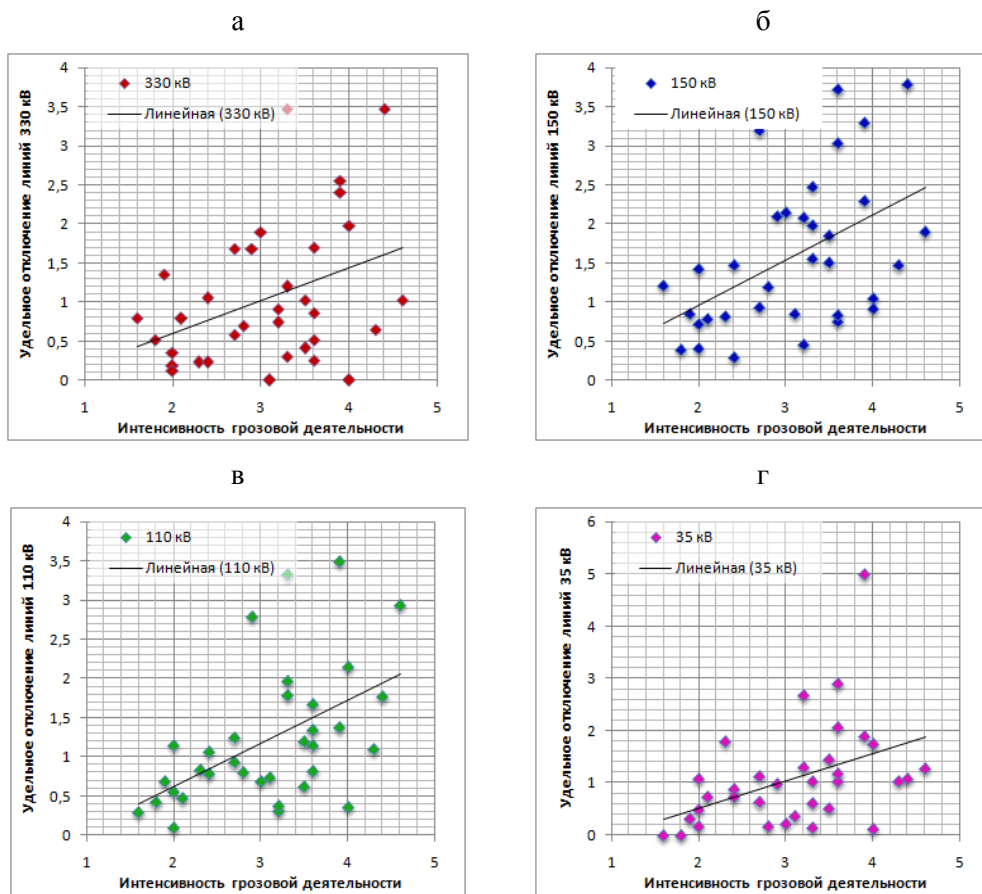 а
б
330 кВ
Линейная (330 кВ)
Удельное отключение линий 330 кВ
4
3,5
3
2,5
2
1,5
1
0,5
0
1 2 3 4 5
Интенсивность грозовой деятельности
150 кВ
Линейная (150 кВ)
Удельное отключение линий 150 кВ
4
3,5
3
2,5
2
1,5
1
0,5
0
1 2 3 4 5
Интенсивность грозовой деятельности
в
г
110 кВ
Линейная (110 кВ)
Удельное отключение линий 110 кВ
4
3,5
3
2,5
2
1,5
1
0,5
0
1 2 3 4 5
Интенсивность грозовой деятельности
35 кВ
Линейная (35 кВ)
Удельное отключение линий 35 кВ
6
5
4
3
2
1
0
1 2 3 4 5
Интенсивность грозовой деятельности